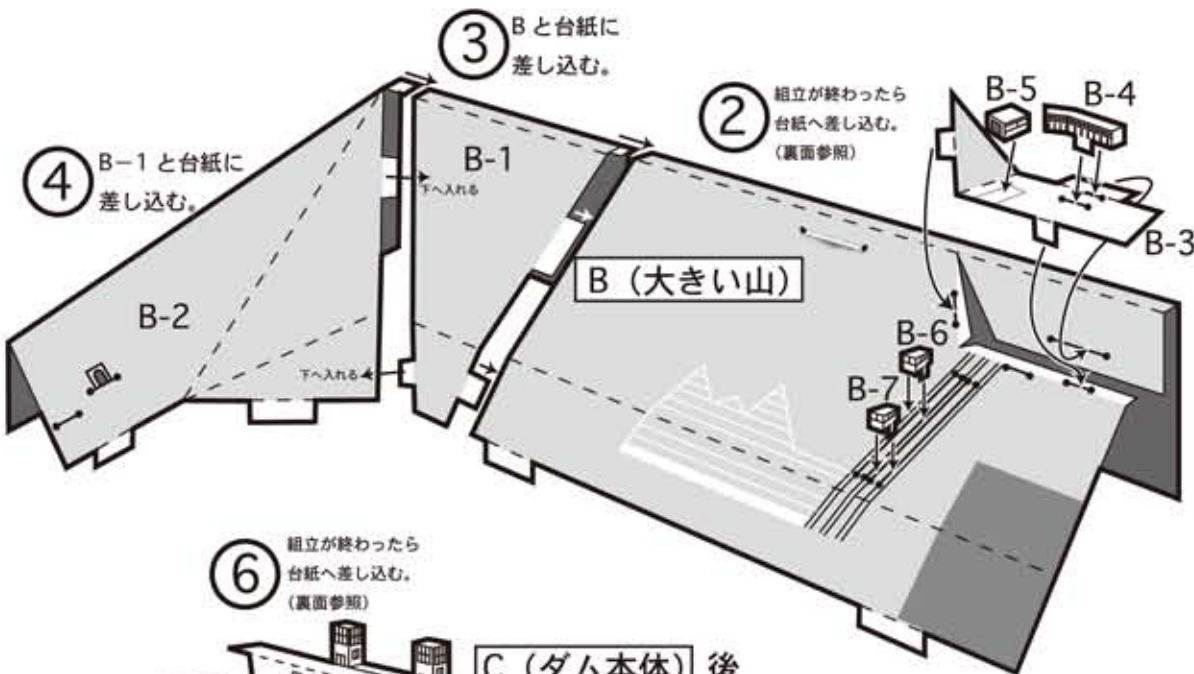 ③ Bと台紙に
差し込む。
② 組立が終わったら
台紙へ差し込む。
(裏面参照)
B-5
B-4
④ B-1と台紙に
差し込む。
B-1
下へ入れる
B-3
B(大きい山)
B-2
B-6
下へ入れる
B-7
⑥ 組立が終わったら
台紙へ差し込む。
(裏面参照)
C(ダム本体)後